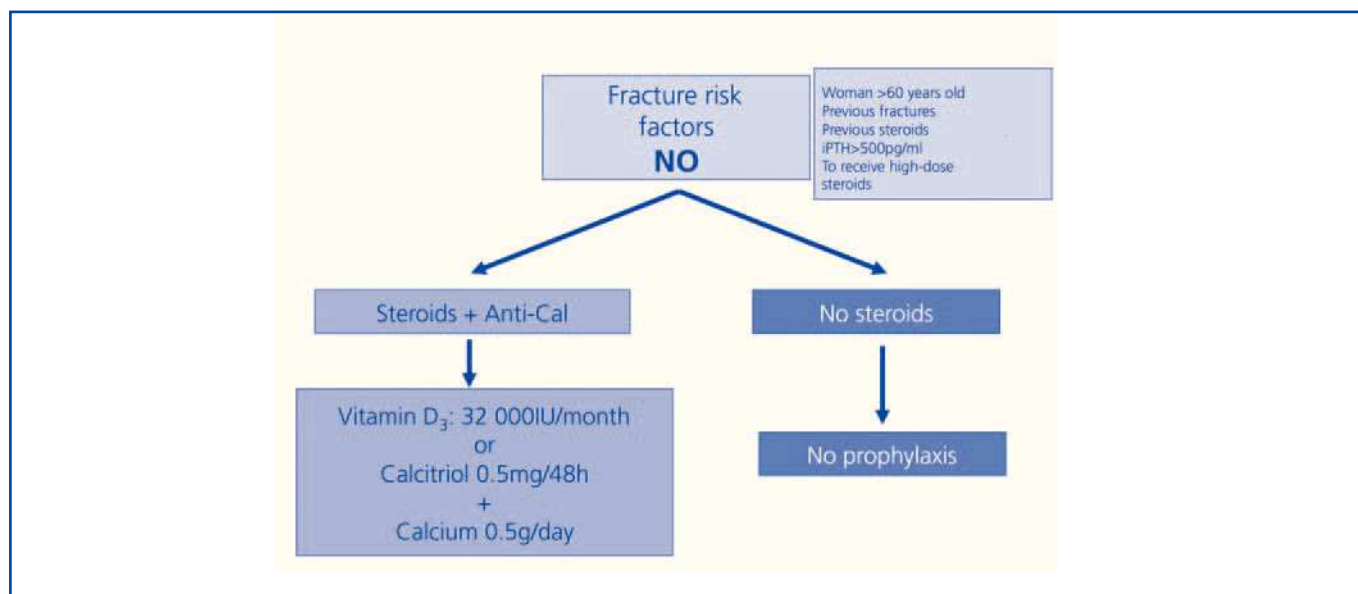 Fracture risk
factors
NO
Woman >60 years old
Previous fractures
Previous steroids
iPTH>500pg/ml
To receive high-dose
steroids
Steroids + Anti-Cal
No steroids
Vitamin D₃: 32 000IU/month
or
Calcitriol 0.5mg/48h
+
Calcium 0.5g/day
No prophylaxis